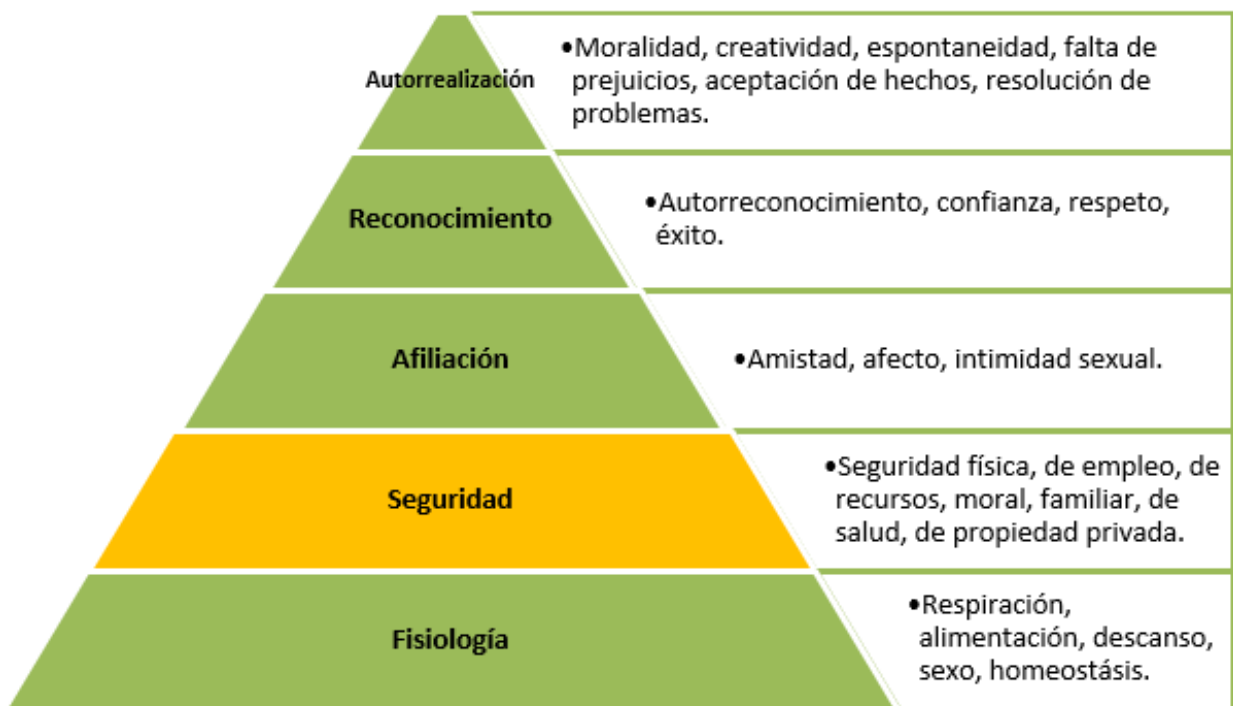 Autorrealización
•Moralidad, creatividad, espontaneidad, falta de
prejuicios, aceptación de hechos, resolución de
problemas.
Reconocimiento
•Autorreconocimiento, confianza, respeto,
éxito.
Afiliación
•Amistad, afecto, intimidad sexual.
Seguridad
•Seguridad física, de empleo, de
recursos, moral, familiar, de
salud, de propiedad privada.
Fisiología
•Respiración,
alimentación, descanso,
sexo, homeostásis.